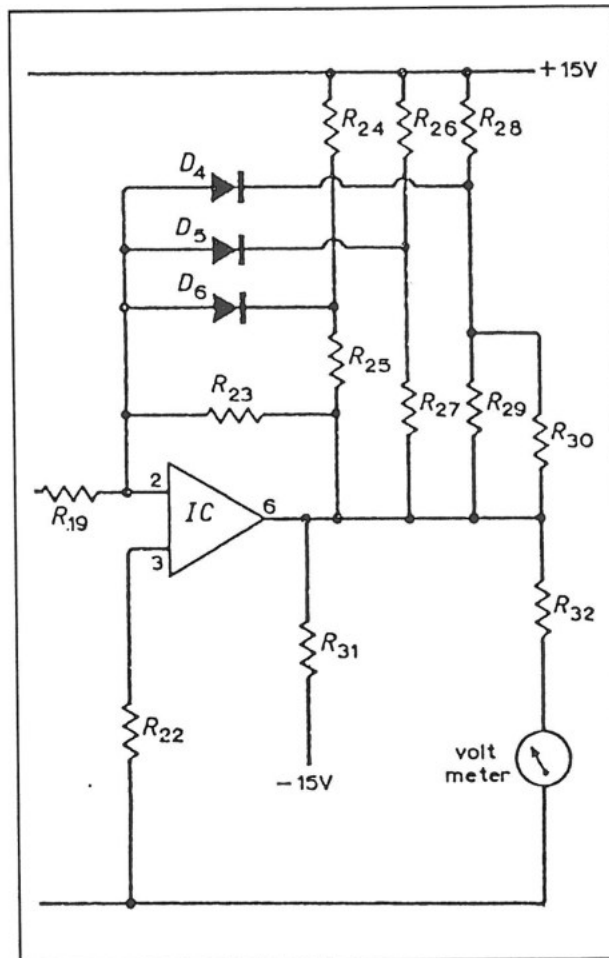 +15V
R24 R26 R28
D4
D5
D6
R25
R23
R27 R29
R30
2
6
IC
R19
3
R32
R31
R22
volt
meter
-15V